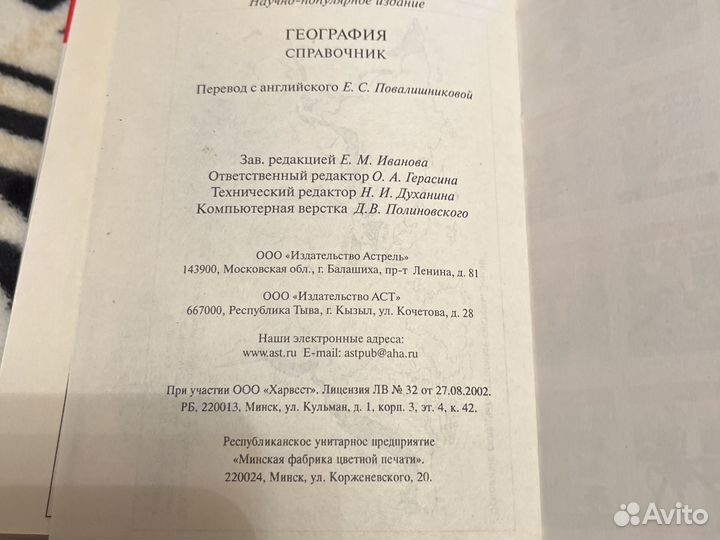 Научно-популярное издание
ГЕОГРАФИЯ
СПРАВОЧНИК
Перевод с английского Е. С. Повалишниковой
Зав. редакцией Е. М. Иванова
Ответственный редактор О. А. Герасина
Технический редактор Н. И. Духанина
Компьютерная верстка Д.В. Полиновского
ООО «Издательство Астрель»
143900, Московская обл., г. Балашиха, пр-т Ленина, д. 81
ООО «Издательство АСТ»
667000, Республика Тыва, г. Кызыл, ул. Кочетова, д. 28
Наши электронные адреса:
www.ast.ru E-mail: astpub@aha.ru
При участии ООО «Харвест». Лицензия ЛВ № 32 от 27.08.2002.
РБ, 220013, Минск, ул. Кульман, д. 1, корп. 3, эт. 4, к. 42.
Республиканское унитарное предприятие
«Минская фабрика цветной печати».
220024, Минск, ул. Корженевского, 20.
Avito